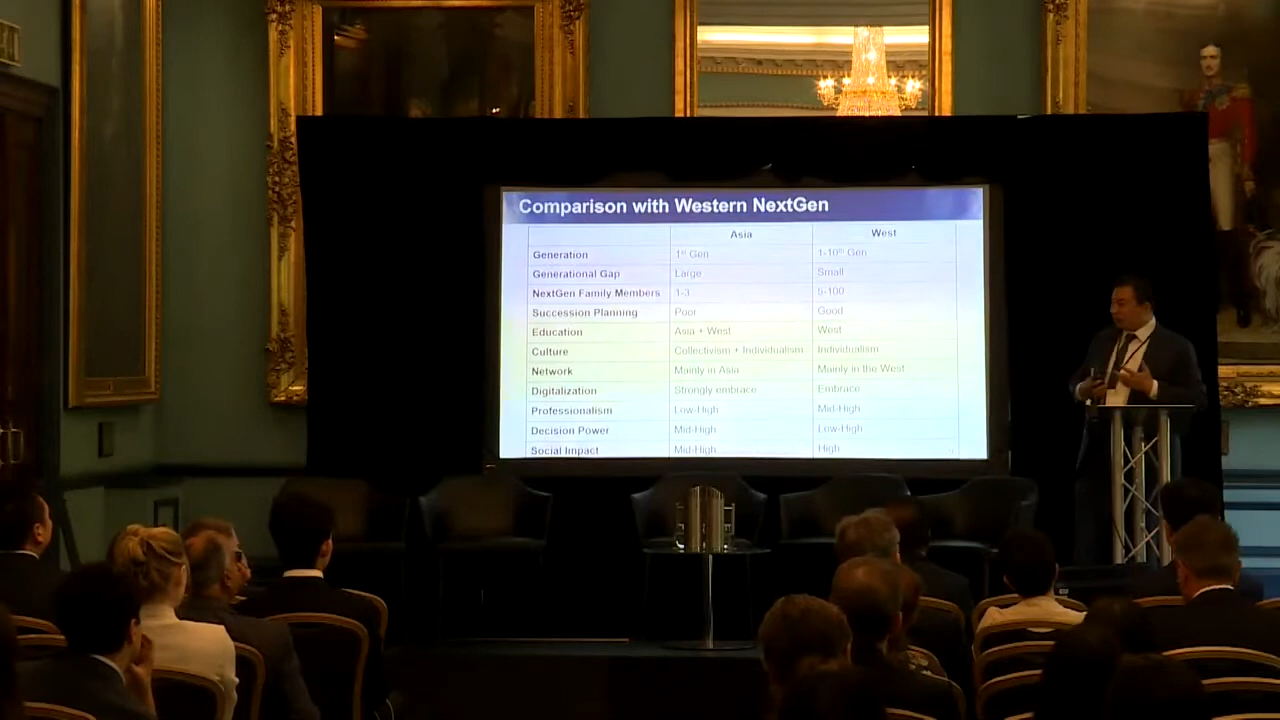 Comparison with Western NextGen
Asia West
Generation 1st Gen 1-10th Gen
Generational Gap Large Small
NextGen Family Members 1-3 5-100
Succession Planning Poor Good
Education Asia + West West
Culture Collectivism + Individualism Individualism
Network Mainly in Asia Mainly in the West
Digitalization Strongly embrace Embrace
Professionalism Low-High Mid-High
Decision Power Mid-High Low-High
Social Impact Mid-High High